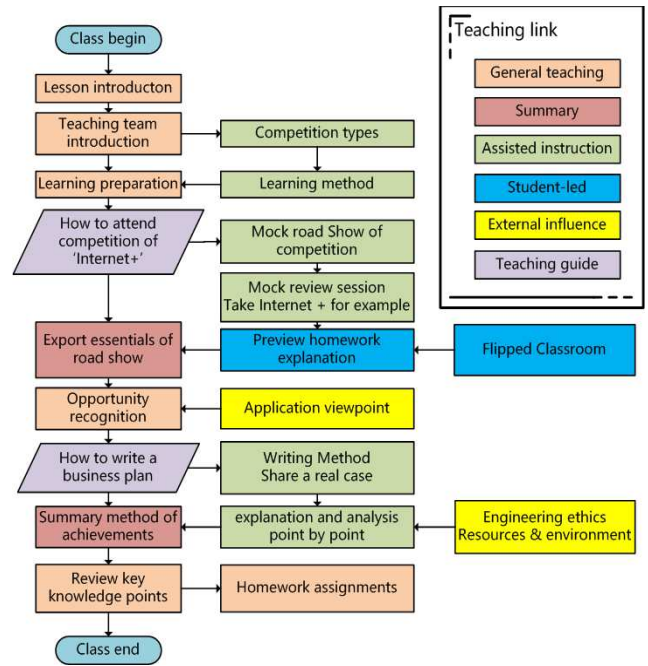 Class begin
Lesson introducton
Teaching team
introduction
Competition types
Learning preparation
Learning method
How to attend
competition of
‘Internet+’
Mock road Show of
competition
Mock review session
Take Internet + for example
Export essentials of
road show
Preview homework
explanation
Flipped Classroom
Opportunity
recognition
Application viewpoint
How to write a
business plan
Writing Method
Share a real case
Summary method of
achievements
explanation and analysis
point by point
Engineering ethics
Resources & environment
Review key
knowledge points
Homework assignments
Class end
Teaching link
General teaching
Summary
Assisted instruction
Student-led
External influence
Teaching guide